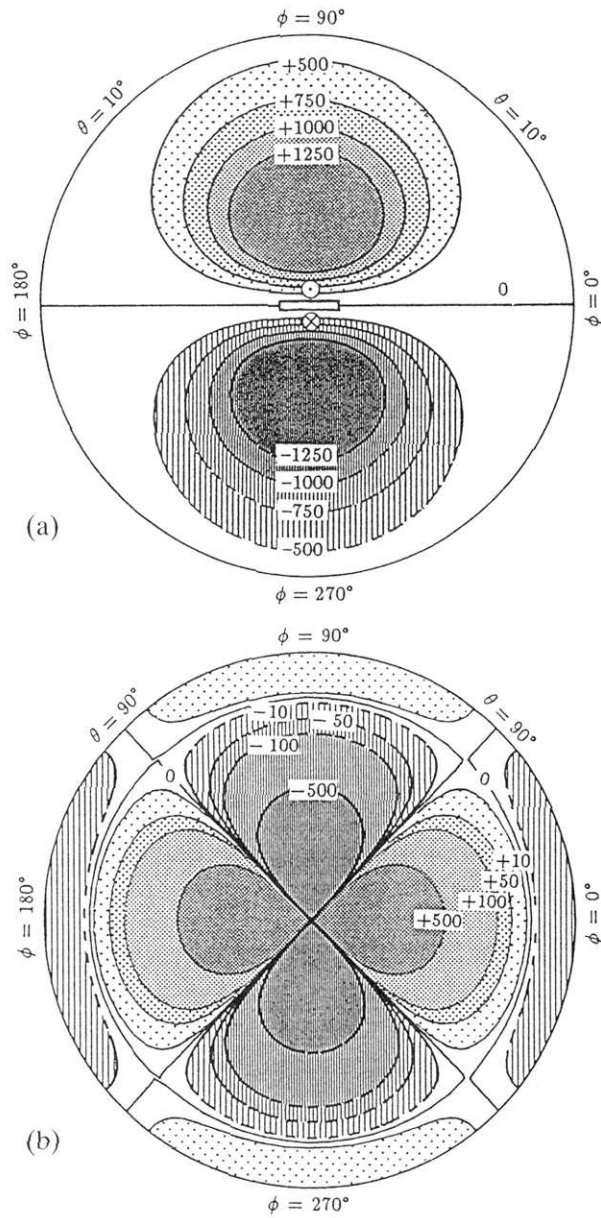 ϕ = 90°
+500
θ = 10°
+750
θ = 10°
+1000
+1250
ϕ = 180°
0
ϕ = 0°
−1250
−1000
−750
(a)
−500
ϕ = 270°
ϕ = 90°
θ = 90°
−10
θ = 90°
−50
−100
0
0
−500
+10
+50
ϕ = 180°
+100
ϕ = 0°
+500
(b)
ϕ = 270°